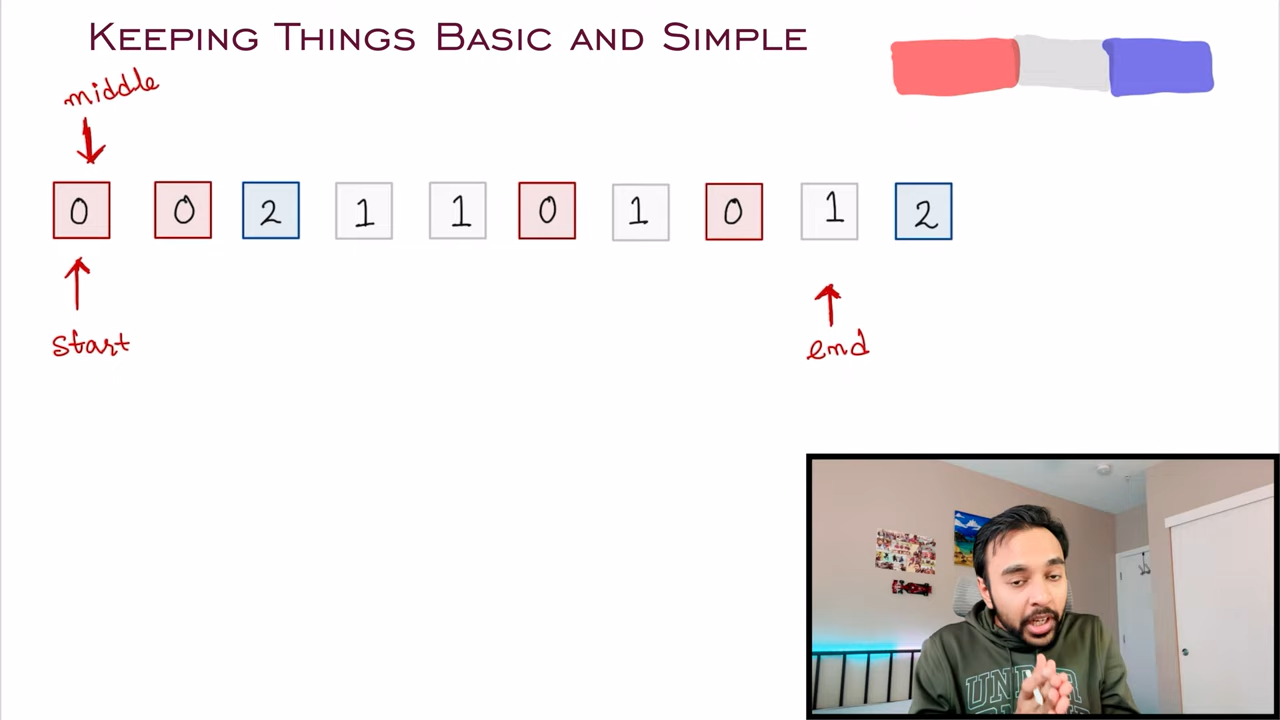 KEEPING THINGS BASIC AND SIMPLE
middle
0 0 2 1 1 0 1 0 1 2
start
end